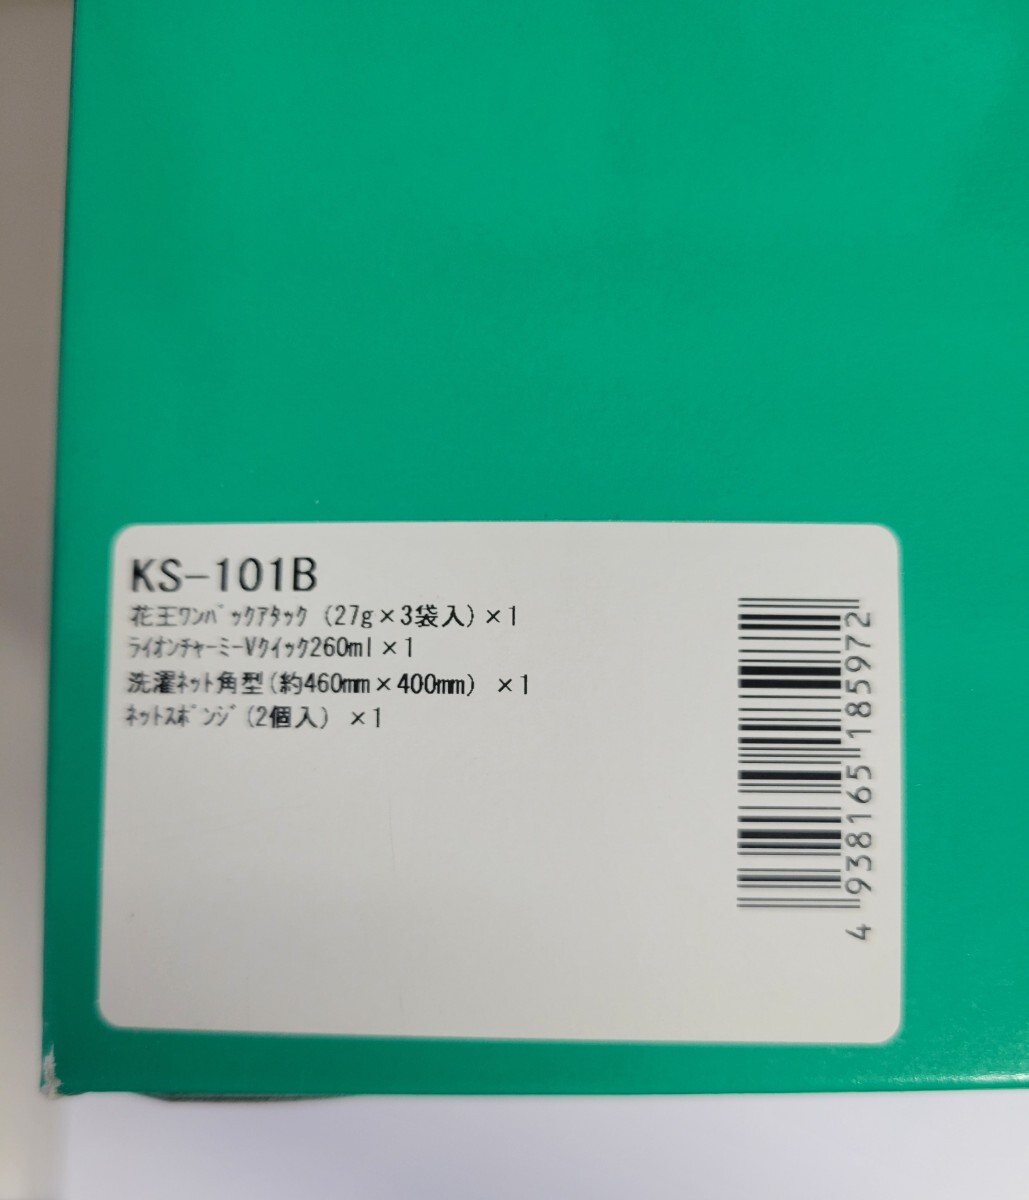 KS-101B
花王ﾜﾝﾊﾟｯｸｱﾀｯｸ (27g×3袋入)×1
ﾗｲｵﾝﾁｬｰﾐｰVｸｲｯｸ260ml×1
洗濯ﾈｯﾄ角型(約460mm×400mm) ×1
ﾈｯﾄｽﾎﾟﾝｼﾞ(2個入) ×1
4 938165 185972